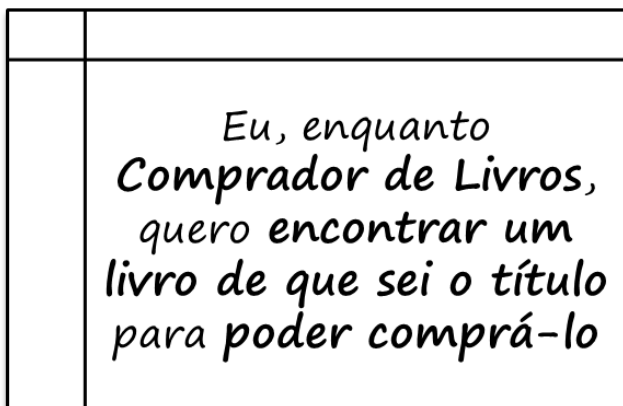 Eu, enquanto
Comprador de Livros,
quero encontrar um
livro de que sei o título
para poder comprá-lo